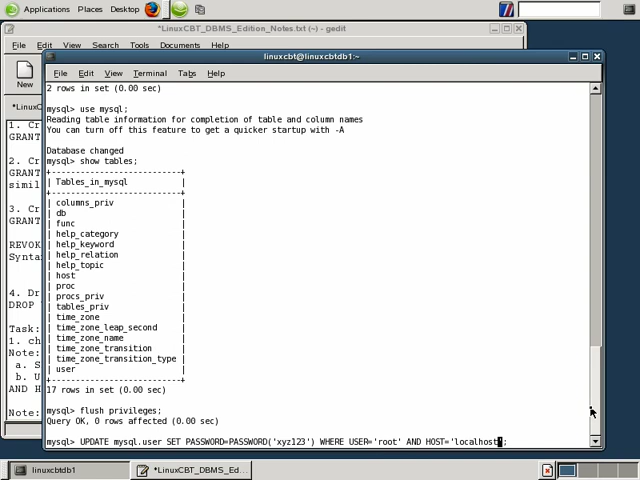 Applications Places Desktop
*LinuxCBT_DBMS_Edition_Notes.txt (~) - gedit
File Edit View Search Tools Documents Help
New
*LinuxC
1. Cr
GRANT
2. Cr
GRANT
simil
3. Cr
GRANT
REVOK
Synta
4. Dr
DROP
Task:
1. ch
Note:
a. S
b. U
AND H
Note:
linuxcbt@linuxcbtdb1:~
File Edit View Terminal Tabs Help
2 rows in set (0.00 sec)
mysql> use mysql;
Reading table information for completion of table and column names
You can turn off this feature to get a quicker startup with -A
Database changed
mysql> show tables;
+---------------------------+
| Tables_in_mysql |
+---------------------------+
| columns_priv |
| db |
| func |
| help_category |
| help_keyword |
| help_relation |
| help_topic |
| host |
| proc |
| procs_priv |
| tables_priv |
| time_zone |
| time_zone_leap_second |
| time_zone_name |
| time_zone_transition |
| time_zone_transition_type |
| user |
+---------------------------+
17 rows in set (0.00 sec)
mysql> flush privileges;
Query OK, 0 rows affected (0.00 sec)
mysql> UPDATE mysql.user SET PASSWORD=PASSWORD('xyz123') WHERE USER='root' AND HOST='localhost';
linuxcbtdb1
*LinuxCBT_DBMS_Ed...